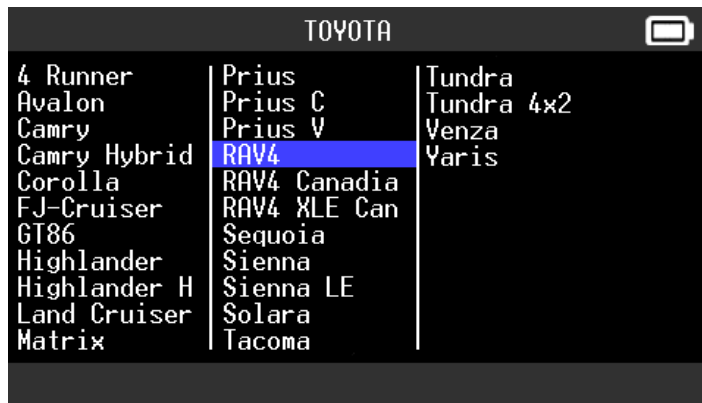 TOYOTA
4 Runner
Avalon
Camry
Camry Hybrid
Corolla
FJ-Cruiser
GT86
Highlander
Highlander H
Land Cruiser
Matrix
Prius
Prius C
Prius V
RAV4
RAV4 Canadia
RAV4 XLE Can
Sequoia
Sienna
Sienna LE
Solara
Tacoma
Tundra
Tundra 4x2
Venza
Yaris